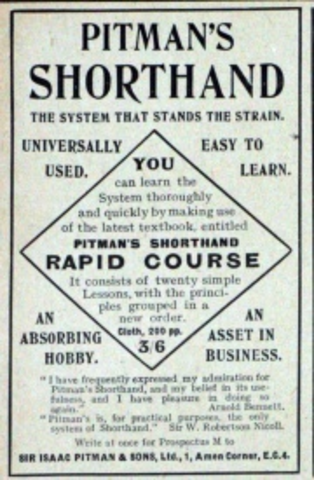 PITMAN'S
SHORTHAND
THE SYSTEM THAT STANDS THE STRAIN.
UNIVERSALLY
USED.
EASY TO
LEARN.
YOU
can learn the
System thoroughly
and quickly by making use
of the latest textbook, entitled
PITMAN'S SHORTHAND
RAPID COURSE
It consists of twenty simple
Lessons, with the princi-
ples grouped in a
new order.
Cloth, 200 pp.
3/6
AN
ABSORBING
HOBBY.
AN
ASSET IN
BUSINESS.
"I have frequently expressed my admiration for
Pitman's Shorthand, and my belief in its use-
fulness, and I have pleasure in doing so
again." Arnold Bennett.
"Pitman's is, for practical purposes, the only
system of Shorthand." Sir W. Robertson Nicoll.
Write at once for Prospectus M to
SIR ISAAC PITMAN & SONS, Ltd., 1, Amen Corner, E.C.4.